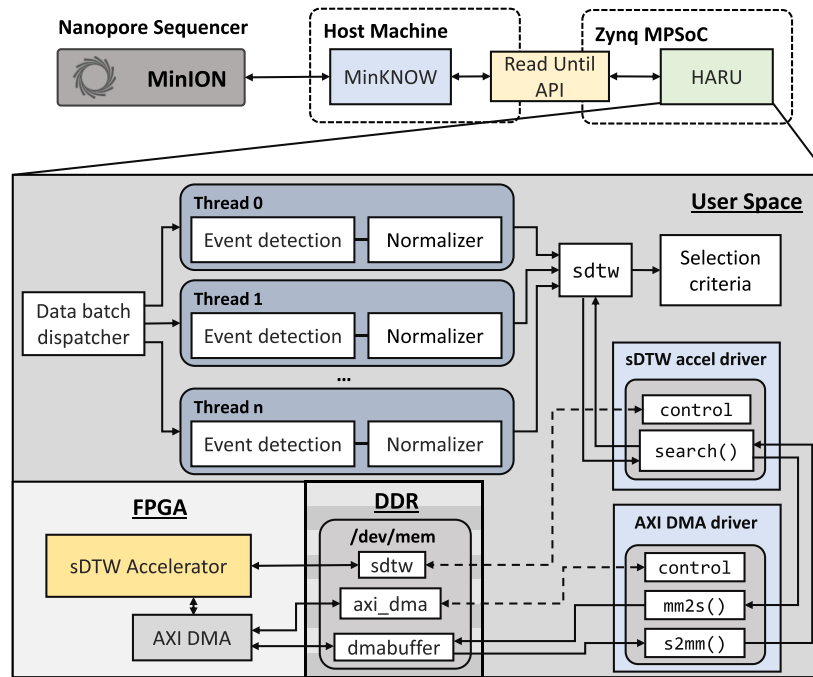 Nanopore Sequencer
Host Machine
Zynq MPSoC
MinION
MinKNOW
Read Until
API
HARU
User Space
Thread 0
Event detection
Normalizer
Thread 1
Event detection
Normalizer
...
Thread n
Event detection
Normalizer
Data batch
dispatcher
sdtw
Selection
criteria
sDTW accel driver
control
search()
FPGA
sDTW Accelerator
AXI DMA
DDR
/dev/mem
sdtw
axi_dma
dmabuffer
AXI DMA driver
control
mm2s()
s2mm()